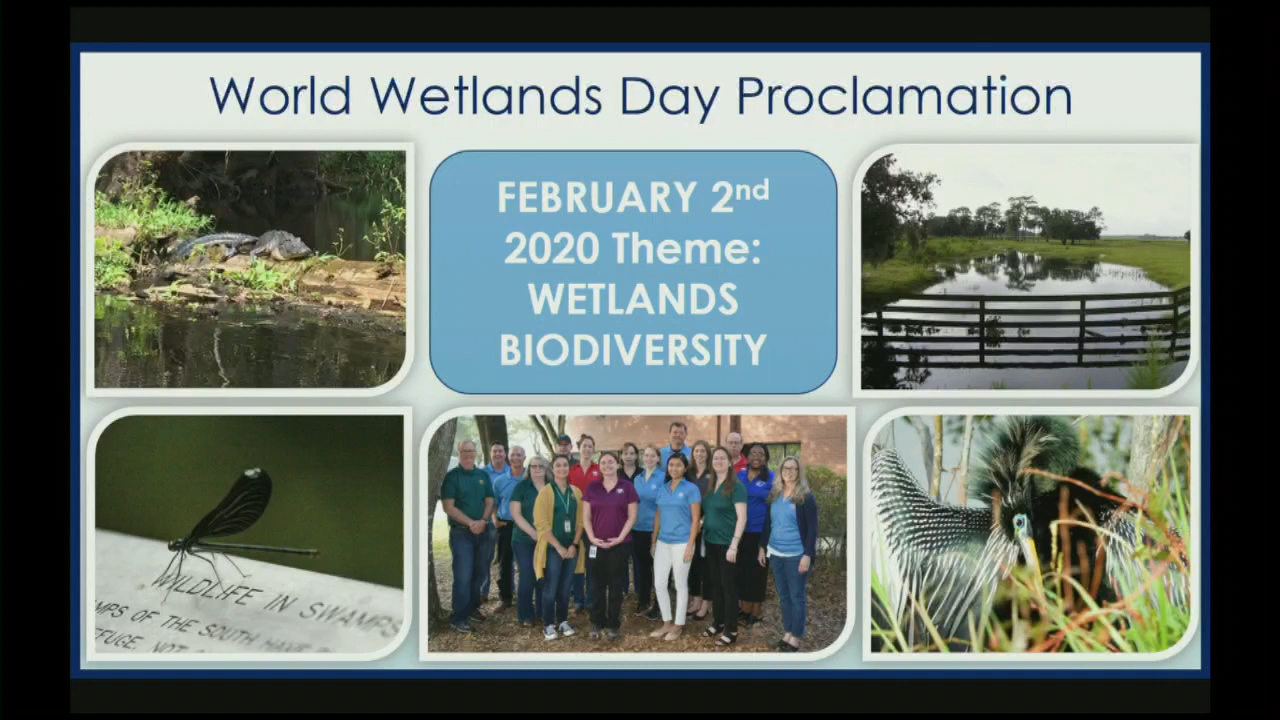 World Wetlands Day Proclamation
FEBRUARY 2nd
2020 Theme:
WETLANDS
BIODIVERSITY
WILDLIFE IN SWAMPS
MPS OF THE SOUTH HAVE
FUGE. NOT